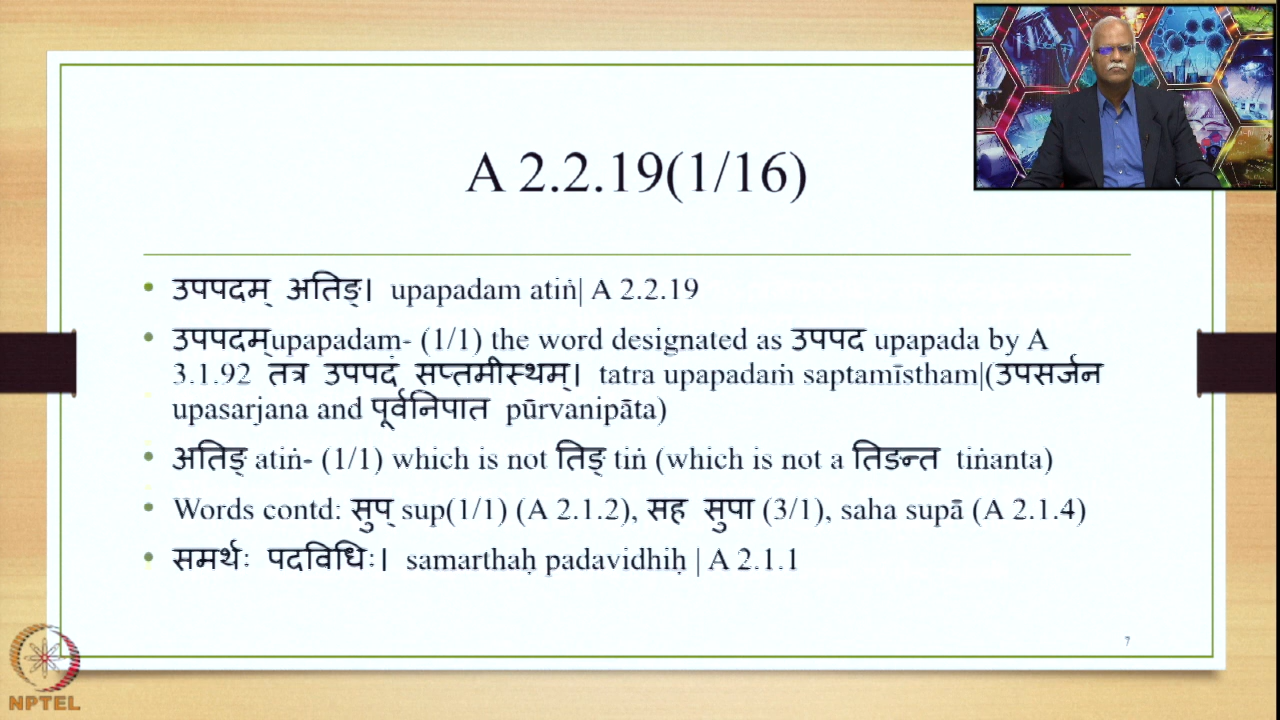 A 2.2.19(1/16)
उपपदम् अतिङ्। upapadam atiṅ| A 2.2.19
उपपदम्upapadam- (1/1) the word designated as उपपद upapada by A
3.1.92 तत्र उपपदं सप्तमीस्थम्। tatra upapadaṁ saptamīstham|(उपसर्जन
upasarjana and पूर्वनिपात pūrvanipāta)
अतिङ् atiṅ- (1/1) which is not तिङ् tiṅ (which is not a तिङन्त tiṅanta)
Words contd: सुप् sup(1/1) (A 2.1.2), सह सुपा (3/1), saha supā (A 2.1.4)
समर्थः पदविधिः। samarthaḥ padavidhiḥ | A 2.1.1
7
NPTEL